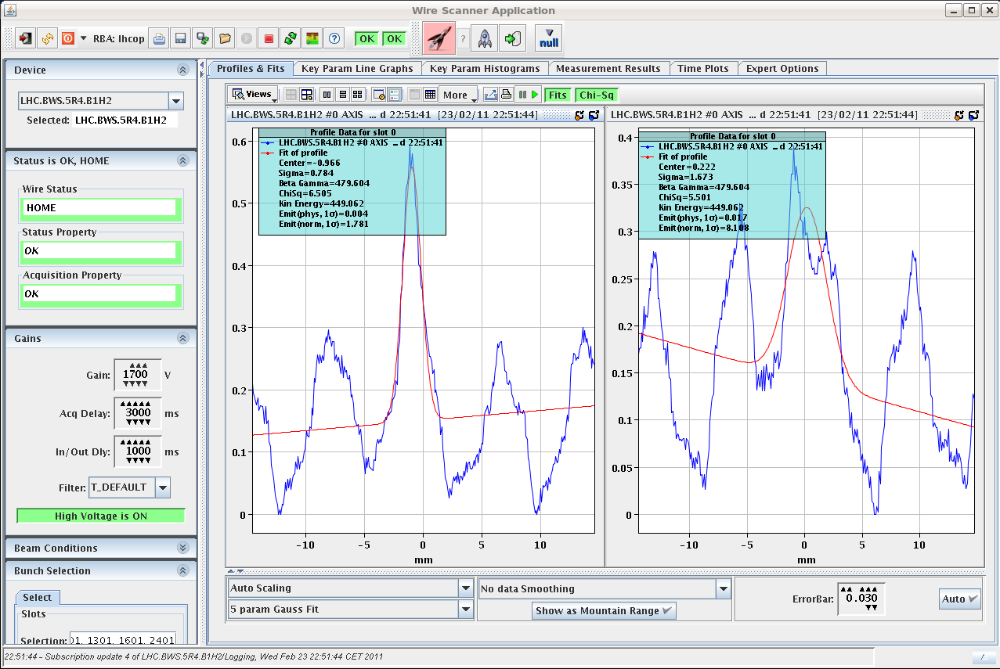 Wire Scanner Application
RBA: lhcop
OK
OK
?
null
Device
LHC.BWS.5R4.B1H2
Selected: LHC.BWS.5R4.B1H2
Status is OK, HOME
Wire Status
HOME
Status Property
OK
Acquisition Property
OK
Gains
Gain: 1700 V
Acq Delay: 3000 ms
In/Out Dly: 1000 ms
Filter: T_DEFAULT
High Voltage is ON
Beam Conditions
Bunch Selection
Select
Slots
Selection: 01, 1301, 1601, 2401
Profiles & Fits
Key Param Line Graphs
Key Param Histograms
Measurement Results
Time Plots
Expert Options
Views
More
Fits
Chi-Sq
LHC.BWS.5R4.B1H2 #0 AXIS ... d 22:51:41 [23/02/11 22:51:44]
Profile Data for slot 0
LHC.BWS.5R4.B1H2 #0 AXIS ... d 22:51:41
Fit of profile
Center=-0.966
Sigma=0.784
Beta Gamma=479.604
ChiSq=6.505
Kin Energy=449.062
Emit(phys, 1σ)=0.004
Emit(norm, 1σ)=1.781
0.6
0.5
0.4
0.3
0.2
0.1
0
-10
-5
0
5
10
mm
LHC.BWS.5R4.B1H2 #0 AXIS ... d 22:51:41 [23/02/11 22:51:44]
Profile Data for slot 0
LHC.BWS.5R4.B1H2 #0 AXIS ... d 22:51:41
Fit of profile
Center=0.222
Sigma=1.673
Beta Gamma=479.604
ChiSq=5.501
Kin Energy=449.062
Emit(phys, 1σ)=0.017
Emit(norm, 1σ)=8.108
0.4
0.35
0.3
0.25
0.2
0.15
0.1
0.05
0
-10
-5
0
5
10
mm
Auto Scaling
5 param Gauss Fit
No data Smoothing
Show as Mountain Range
ErrorBar: 0.030
Auto
22:51:44 - Subscription update 4 of LHC.BWS.5R4.B1H2/Logging, Wed Feb 23 22:51:44 CET 2011